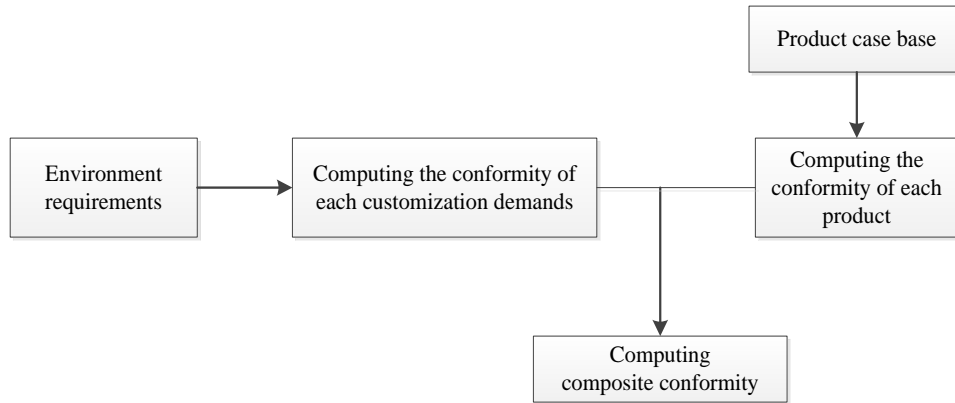 Product case base
Environment
requirements
Computing the conformity of
each customization demands
Computing the
conformity of each
product
Computing
composite conformity